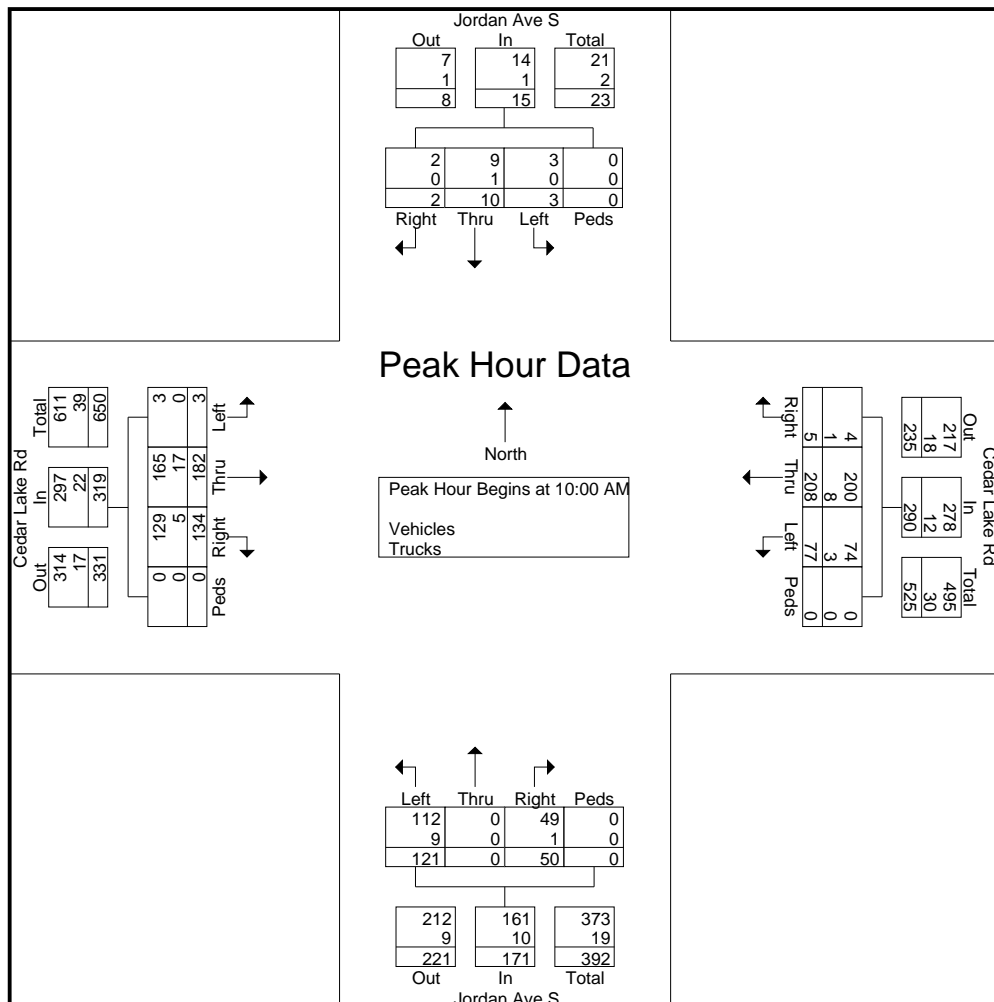 Jordan Ave S
Out In Total
7 14 21
1 1 2
8 15 23
2 9 3 0
0 1 0 0
2 10 3 0
Right Thru Left Peds
Peak Hour Data
North
Peak Hour Begins at 10:00 AM
Vehicles
Trucks
Cedar Lake Rd
Out In Total
314 297 611
17 22 39
331 319 650
Peds Right Thru Left
0 129 165 3
0 5 17 0
0 134 182 3
Cedar Lake Rd
Out In Total
217 278 495
18 12 30
235 290 525
4 200 74 0
1 8 3 0
5 208 77 0
Right Thru Left Peds
Left Thru Right Peds
112 0 49 0
9 0 1 0
121 0 50 0
212 161 373
9 10 19
221 171 392
Out In Total
Jordan Ave S